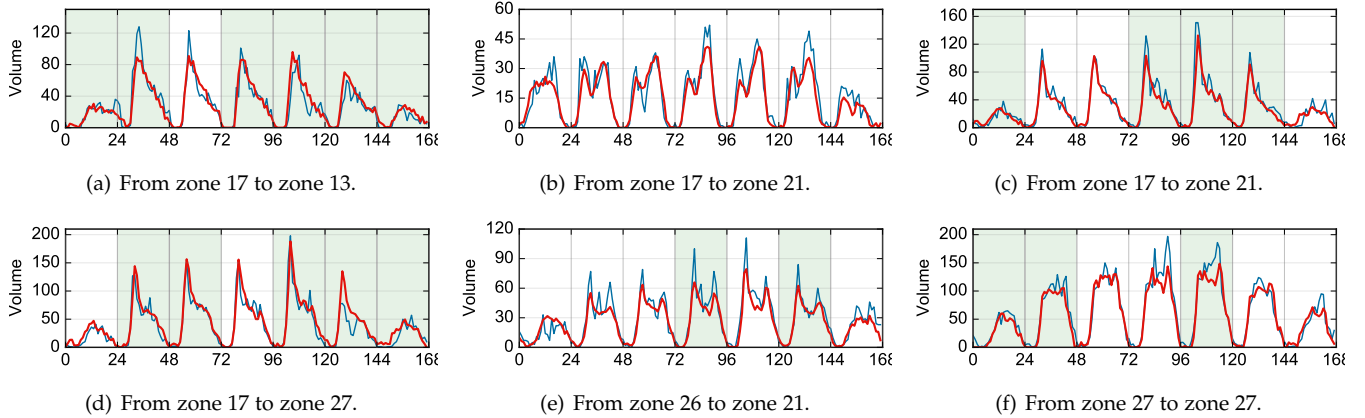 Volume
120
80
40
0
0 24 48 72 96 120 144 168
(a) From zone 17 to zone 13.
60
45
30
15
0
0 24 48 72 96 120 144 168
(b) From zone 17 to zone 21.
Volume
160
120
80
40
0
0 24 48 72 96 120 144 168
(c) From zone 17 to zone 21.
Volume
200
150
100
50
0
0 24 48 72 96 120 144 168
(d) From zone 17 to zone 27.
Volume
120
90
60
30
0
0 24 48 72 96 120 144 168
(e) From zone 26 to zone 21.
Volume
200
150
100
50
0
0 24 48 72 96 120 144 168
(f) From zone 27 to zone 27.